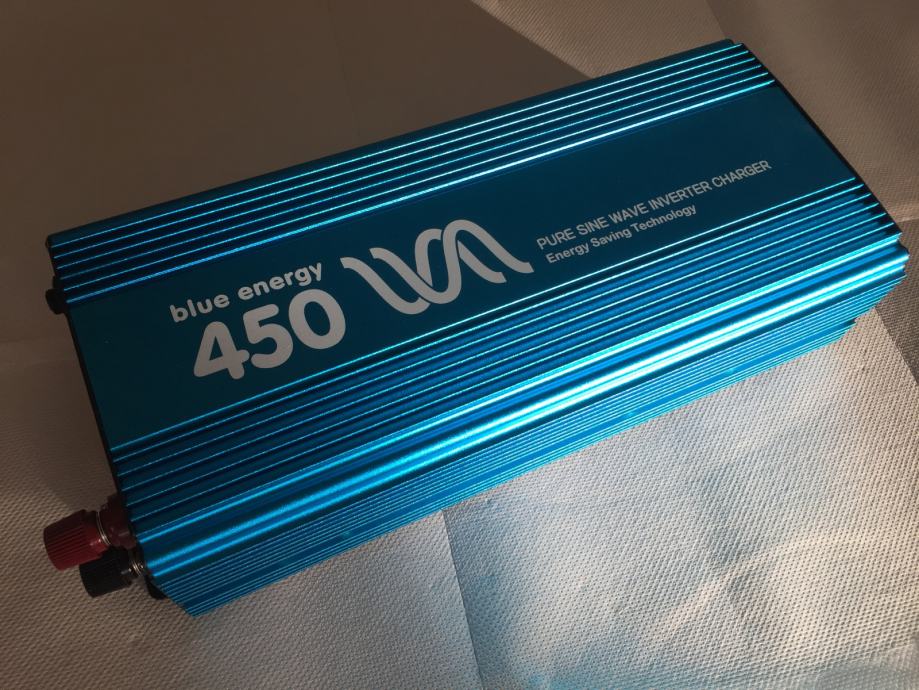 blue energy
450
PURE SINE WAVE INVERTER CHARGER
Energy Saving Technology